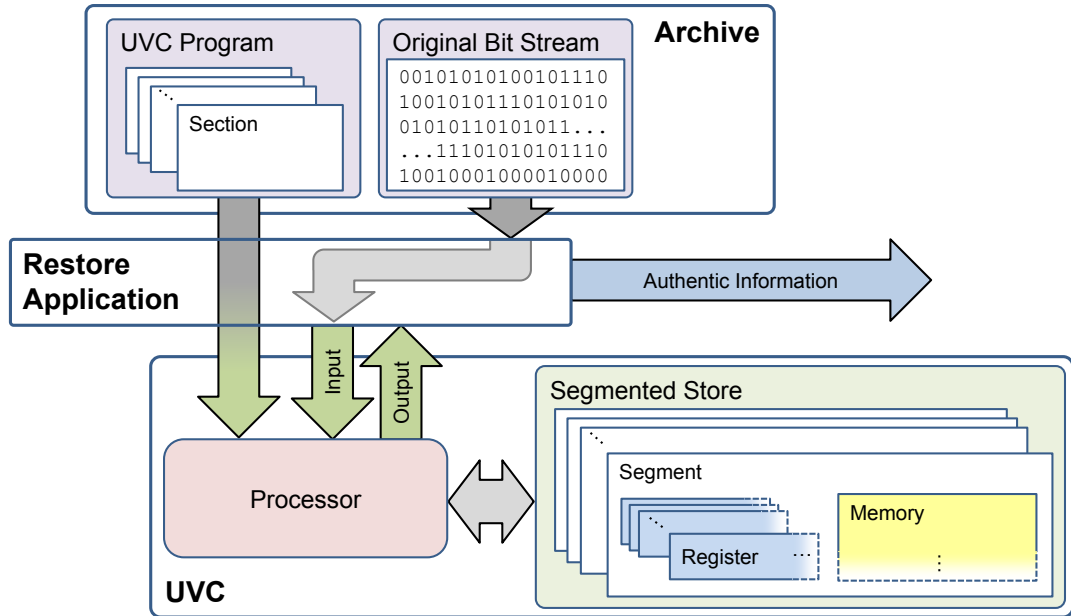 UVC Program
Original Bit Stream
Archive
00101010100101110
10010101110101010
01010110101011...
...11101010101110
10010001000010000
Section
Restore
Application
Authentic Information
Input
Output
Segmented Store
Segment
Processor
Memory
Register
UVC